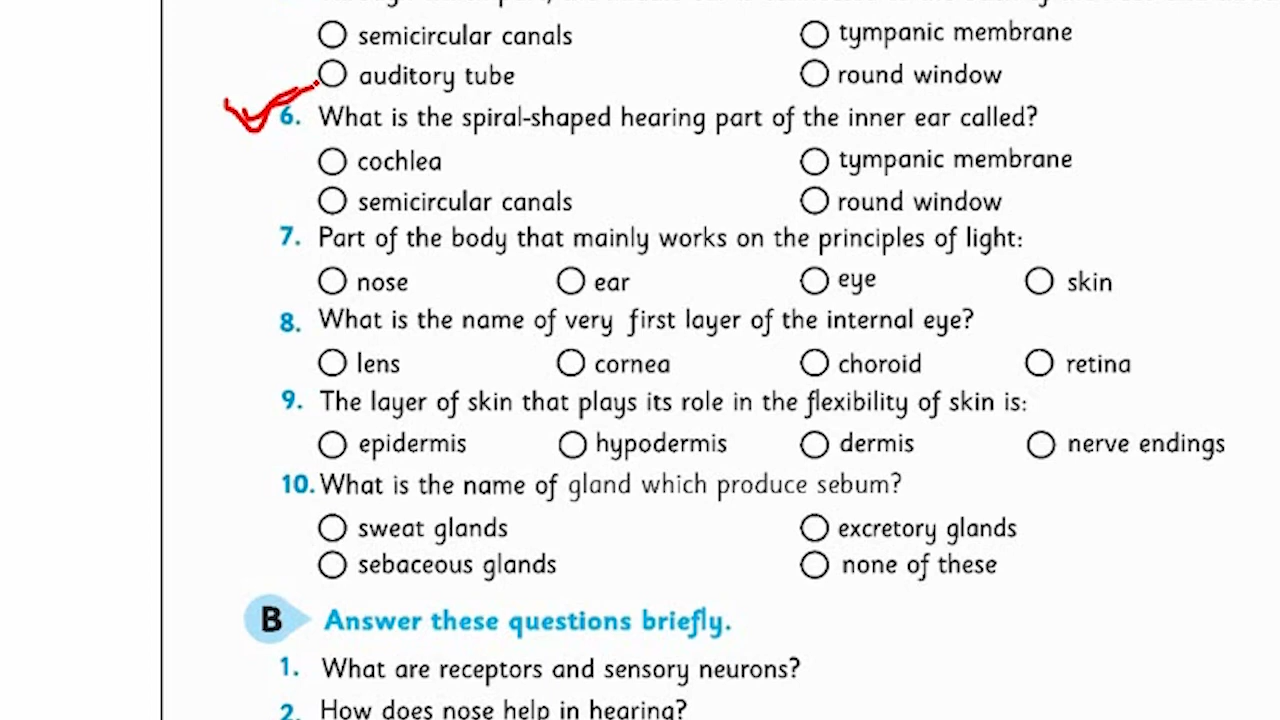 semicircular canals tympanic membrane
auditory tube round window
6. What is the spiral-shaped hearing part of the inner ear called?
cochlea tympanic membrane
semicircular canals round window
7. Part of the body that mainly works on the principles of light:
nose ear eye skin
8. What is the name of very first layer of the internal eye?
lens cornea choroid retina
9. The layer of skin that plays its role in the flexibility of skin is:
epidermis hypodermis dermis nerve endings
10. What is the name of gland which produce sebum?
sweat glands excretory glands
sebaceous glands none of these
B Answer these questions briefly.
1. What are receptors and sensory neurons?
2. How does nose help in hearing?